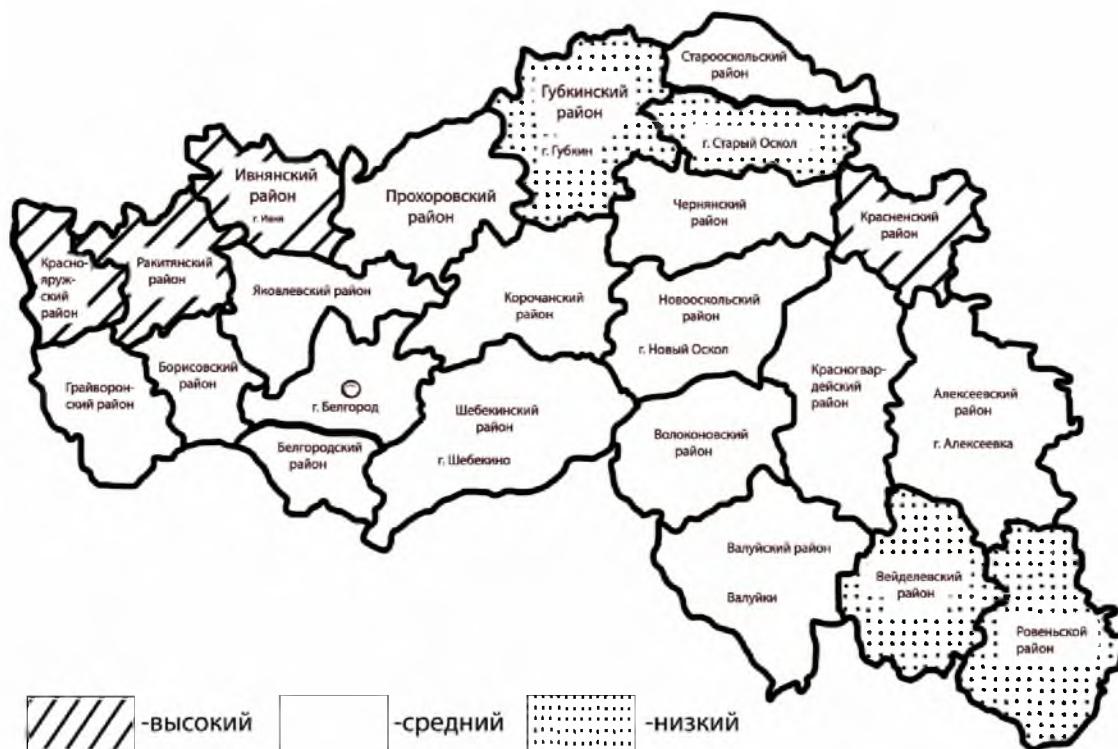 Старооскольский
район
Губкинский
район
г. Губкин
г. Старый Оскол
Ивнянский
район
г. Ивня
Прохоровский
район
Чернянский
район
Красненский
район
Красно-
яруж-
ский
район
Ракитянский
район
Яковлевский район
Корочанский
район
Новооскольский
район
г. Новый Оскол
Грайворон-
ский район
Борисовский
район
г. Белгород
Белгородский
район
Шебекинский
район
г. Шебекино
Волоконовский
район
Красногвар-
дейский
район
Алексеевский
район
г. Алексеевка
Валуйский район
Валуйки
Вейделевский
район
Ровеньской
район
-высокий
-средний
-низкий